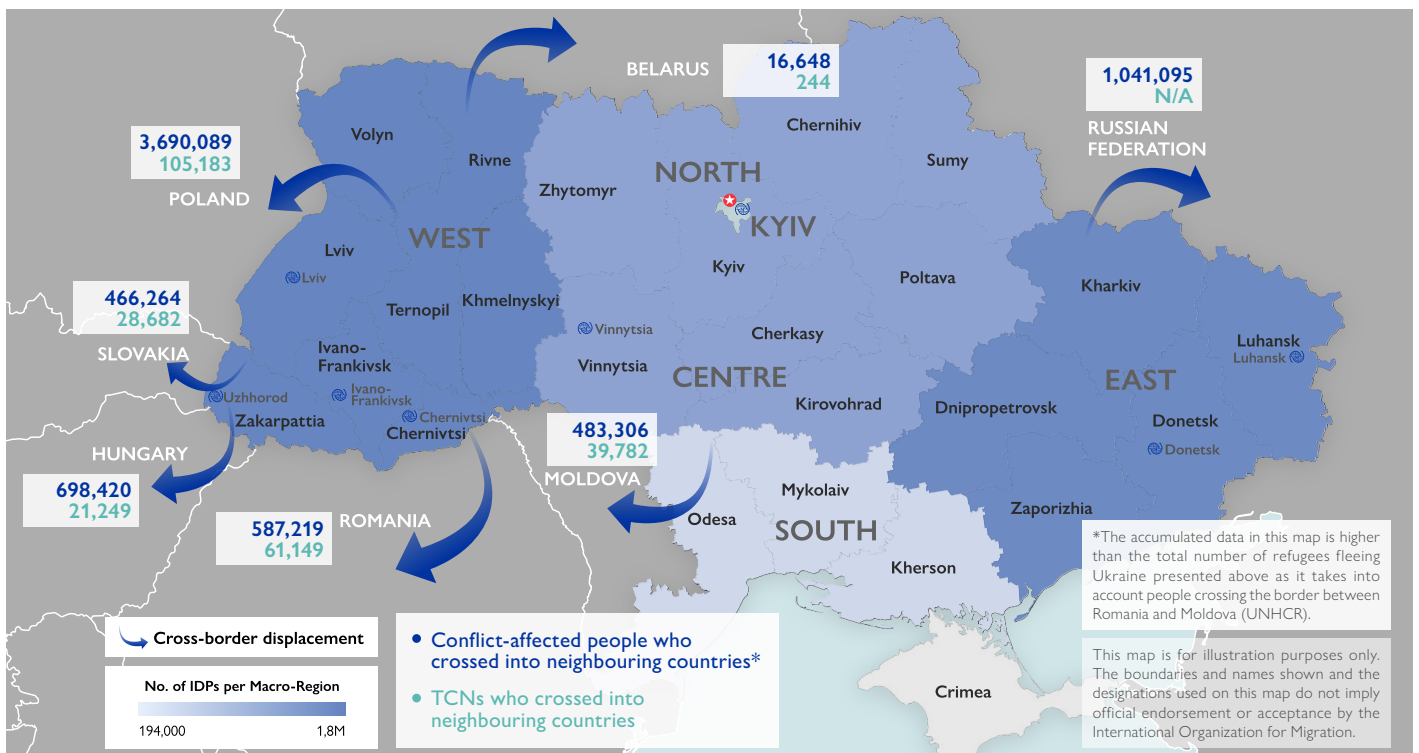 BELARUS
16,648
244
1,041,095
N/A
RUSSIAN
FEDERATION
3,690,089
105,183
POLAND
Volyn
Rivne
Zhytomyr
NORTH
Chernihiv
Sumy
KYIV
Kyiv
WEST
Lviv
Lviv
Ternopil
Khmelnyskyi
Poltava
Kharkiv
Luhansk
Luhansk
466,264
28,682
SLOVAKIA
Ivano-
Frankivsk
Ivano-
Frankivsk
Uzhhorod
Zakarpattia
Chernivtsi
Chernivtsi
Vinnytsia
Vinnytsia
Cherkasy
CENTRE
Kirovohrad
EAST
Dnipropetrovsk
Donetsk
Donetsk
Zaporizhia
HUNGARY
698,420
21,249
587,219
61,149
ROMANIA
483,306
39,782
MOLDOVA
Odesa
Mykolaiv
SOUTH
Kherson
Crimea
*The accumulated data in this map is higher
than the total number of refugees fleeing
Ukraine presented above as it takes into
account people crossing the border between
Romania and Moldova (UNHCR).
This map is for illustration purposes only.
The boundaries and names shown and the
designations used on this map do not imply
official endorsement or acceptance by the
International Organization for Migration.
Cross-border displacement
No. of IDPs per Macro-Region
194,000 1,8M
• Conflict-affected people who
crossed into neighbouring countries*
• TCNs who crossed into
neighbouring countries